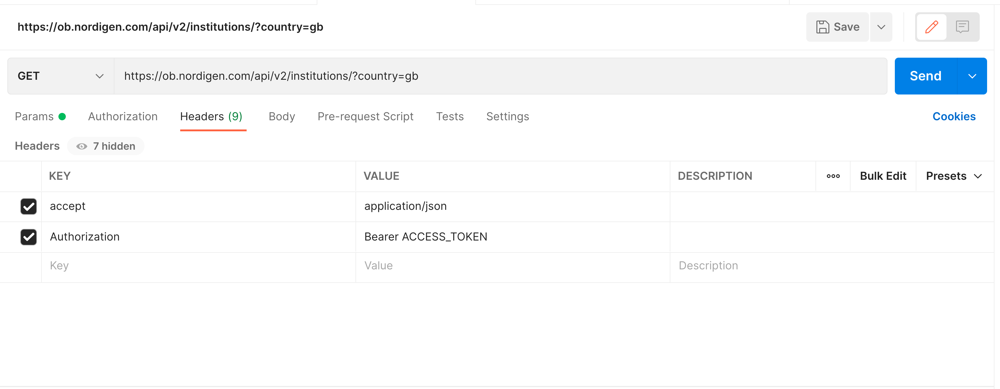 https://ob.nordigen.com/api/v2/institutions/?country=gb
Save
GET
https://ob.nordigen.com/api/v2/institutions/?country=gb
Send
Params
Authorization
Headers (9)
Body
Pre-request Script
Tests
Settings
Cookies
Headers
7 hidden
KEY
VALUE
DESCRIPTION
Bulk Edit
Presets
accept
application/json
Authorization
Bearer ACCESS_TOKEN
Key
Value
Description